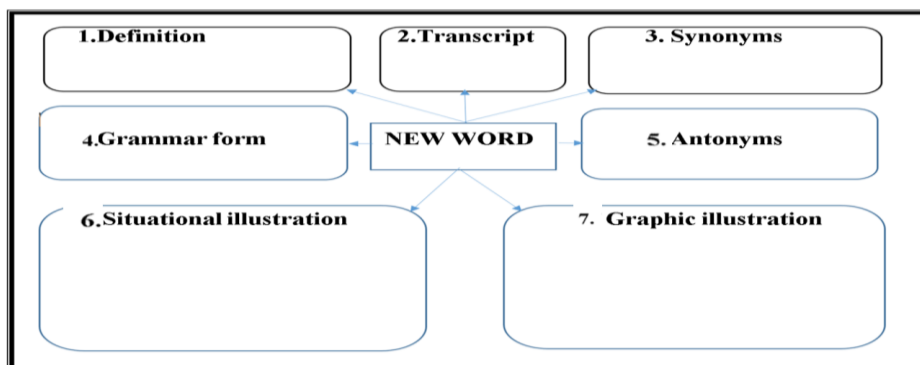 1.Definition
2.Transcript
3. Synonyms
4.Grammar form
NEW WORD
5. Antonyms
6.Situational illustration
7. Graphic illustration